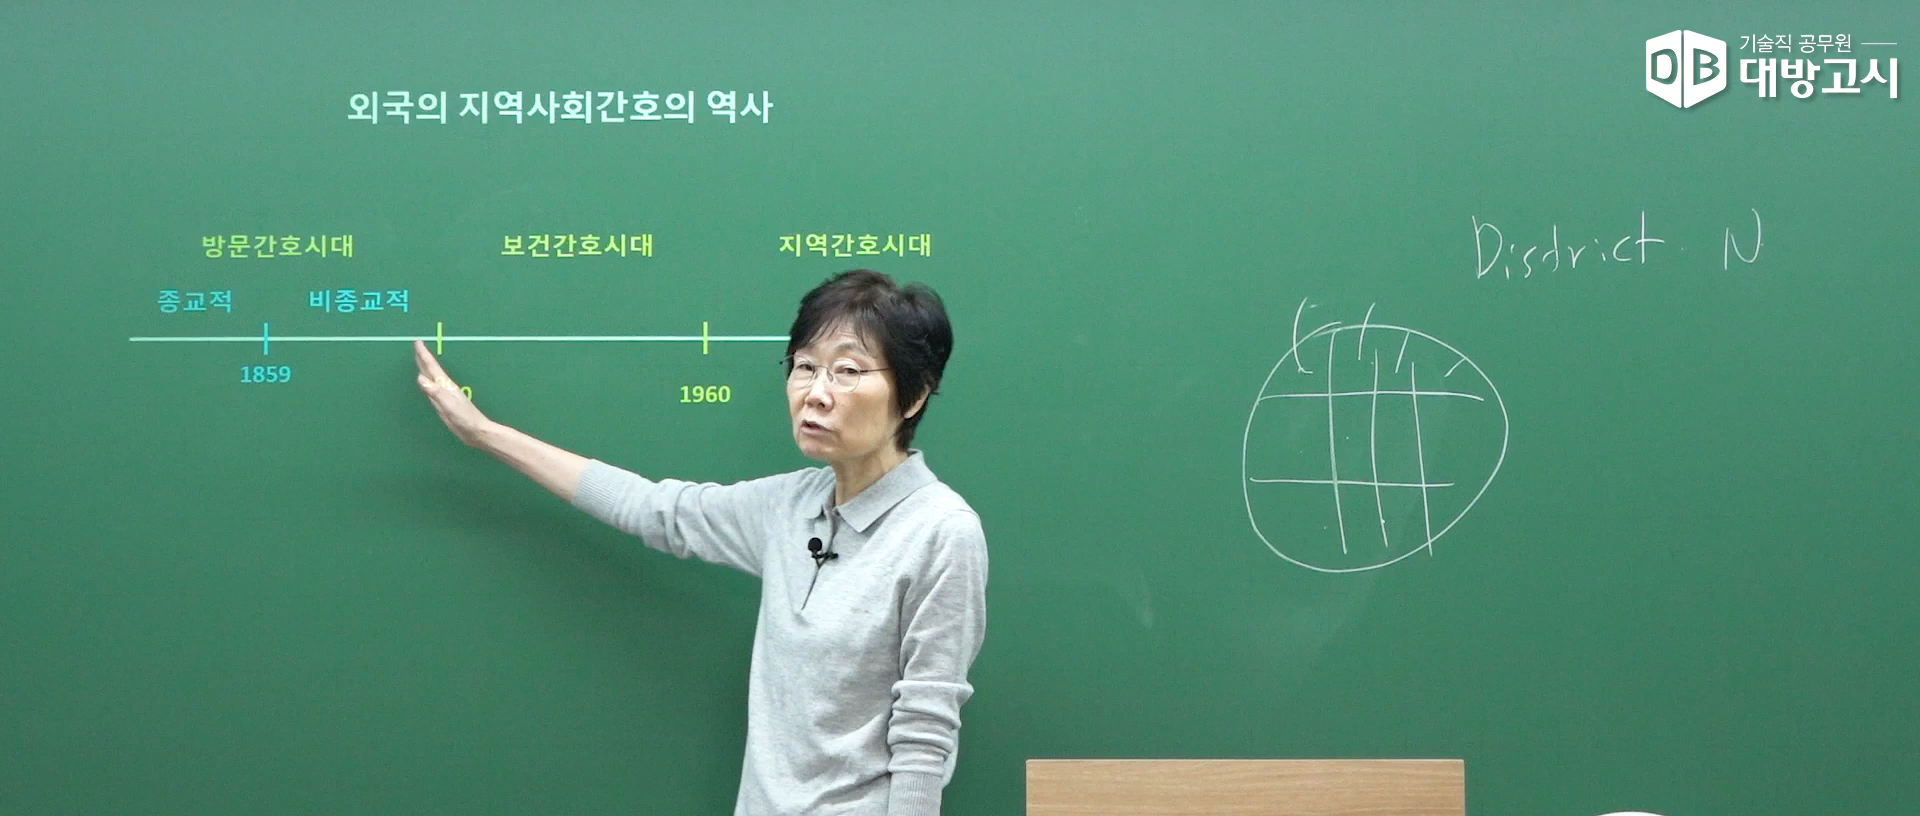 기술직 공무원
DB 대방고시
외국의 지역사회간호의 역사
방문간호시대 보건간호시대 지역간호시대
종교적 비종교적
1859
1960
District N